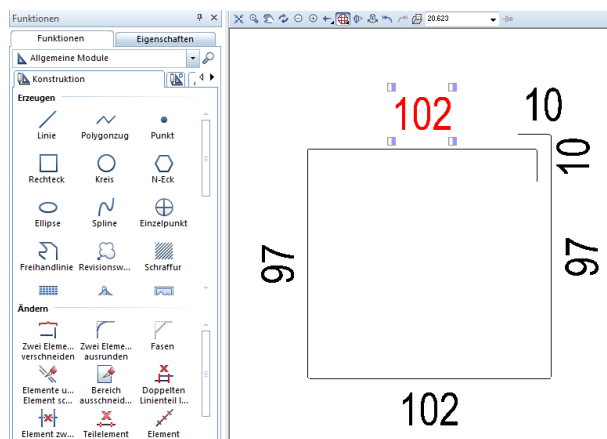 Funktionen
Funktionen
Eigenschaften
Allgemeine Module
Konstruktion
Erzeugen
Linie
Polygonzug
Punkt
Rechteck
Kreis
N-Eck
Ellipse
Spline
Einzelpunkt
Freihandlinie
Revisionsw...
Schraffur
Ändern
Zwei Eleme...
verschneiden
Zwei Eleme...
ausrunden
Fasen
Elemente u...
Element sc...
Bereich
ausschneid...
Doppelten
Linienteil l...
Element zw...
Teilelement
Element
20.623
102
10
10
97
97
102